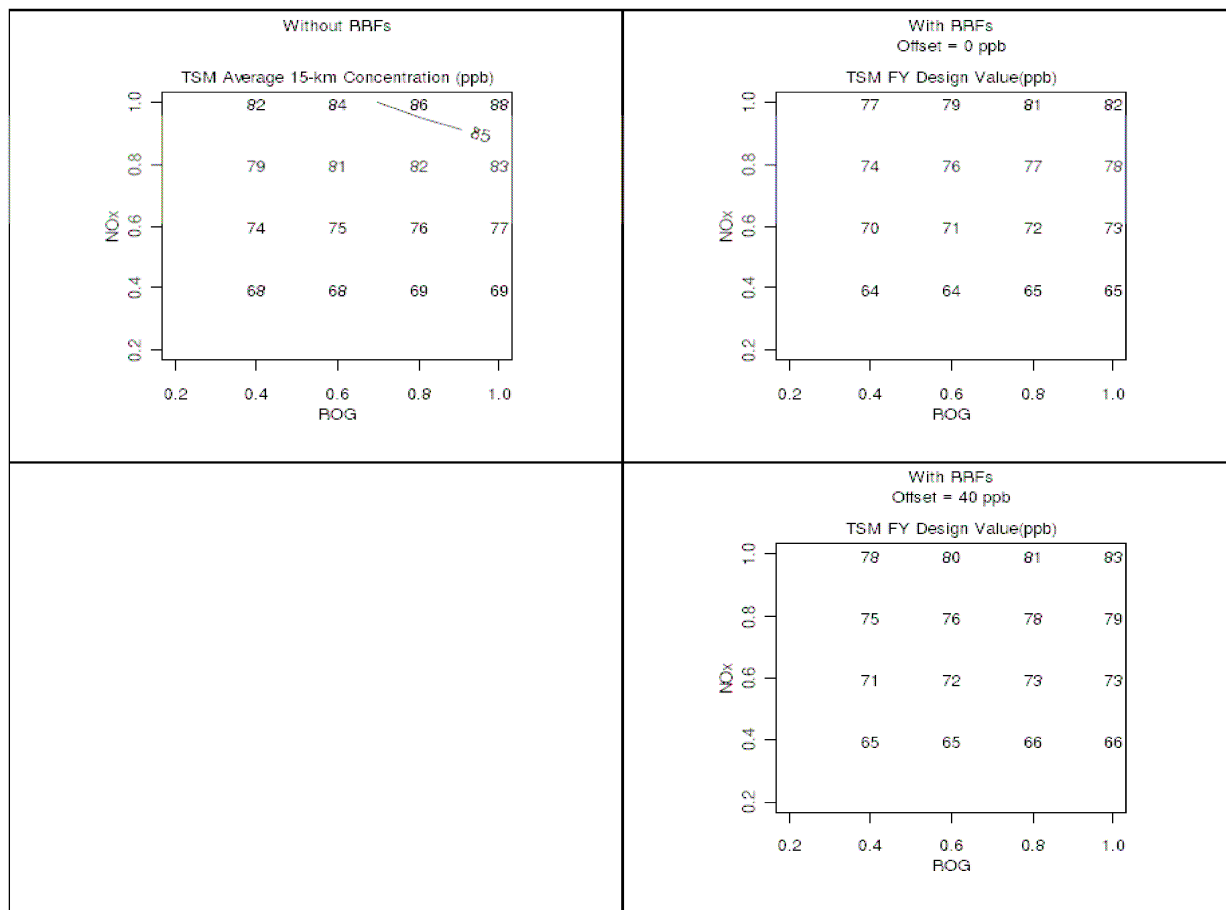 Without RRFs
TSM Average 15-km Concentration (ppb)
1.0 82 84 86 88
85
0.8 79 81 82 83
NOx
0.6 74 75 76 77
0.4 68 68 69 69
0.2
0.2 0.4 0.6 0.8 1.0
ROG
With RRFs
Offset = 0 ppb
TSM FY Design Value(ppb)
1.0 77 79 81 82
0.8 74 76 77 78
NOx
0.6 70 71 72 73
0.4 64 64 65 65
0.2
0.2 0.4 0.6 0.8 1.0
ROG
With RRFs
Offset = 40 ppb
TSM FY Design Value(ppb)
1.0 78 80 81 83
0.8 75 76 78 79
NOx
0.6 71 72 73 73
0.4 65 65 66 66
0.2
0.2 0.4 0.6 0.8 1.0
ROG